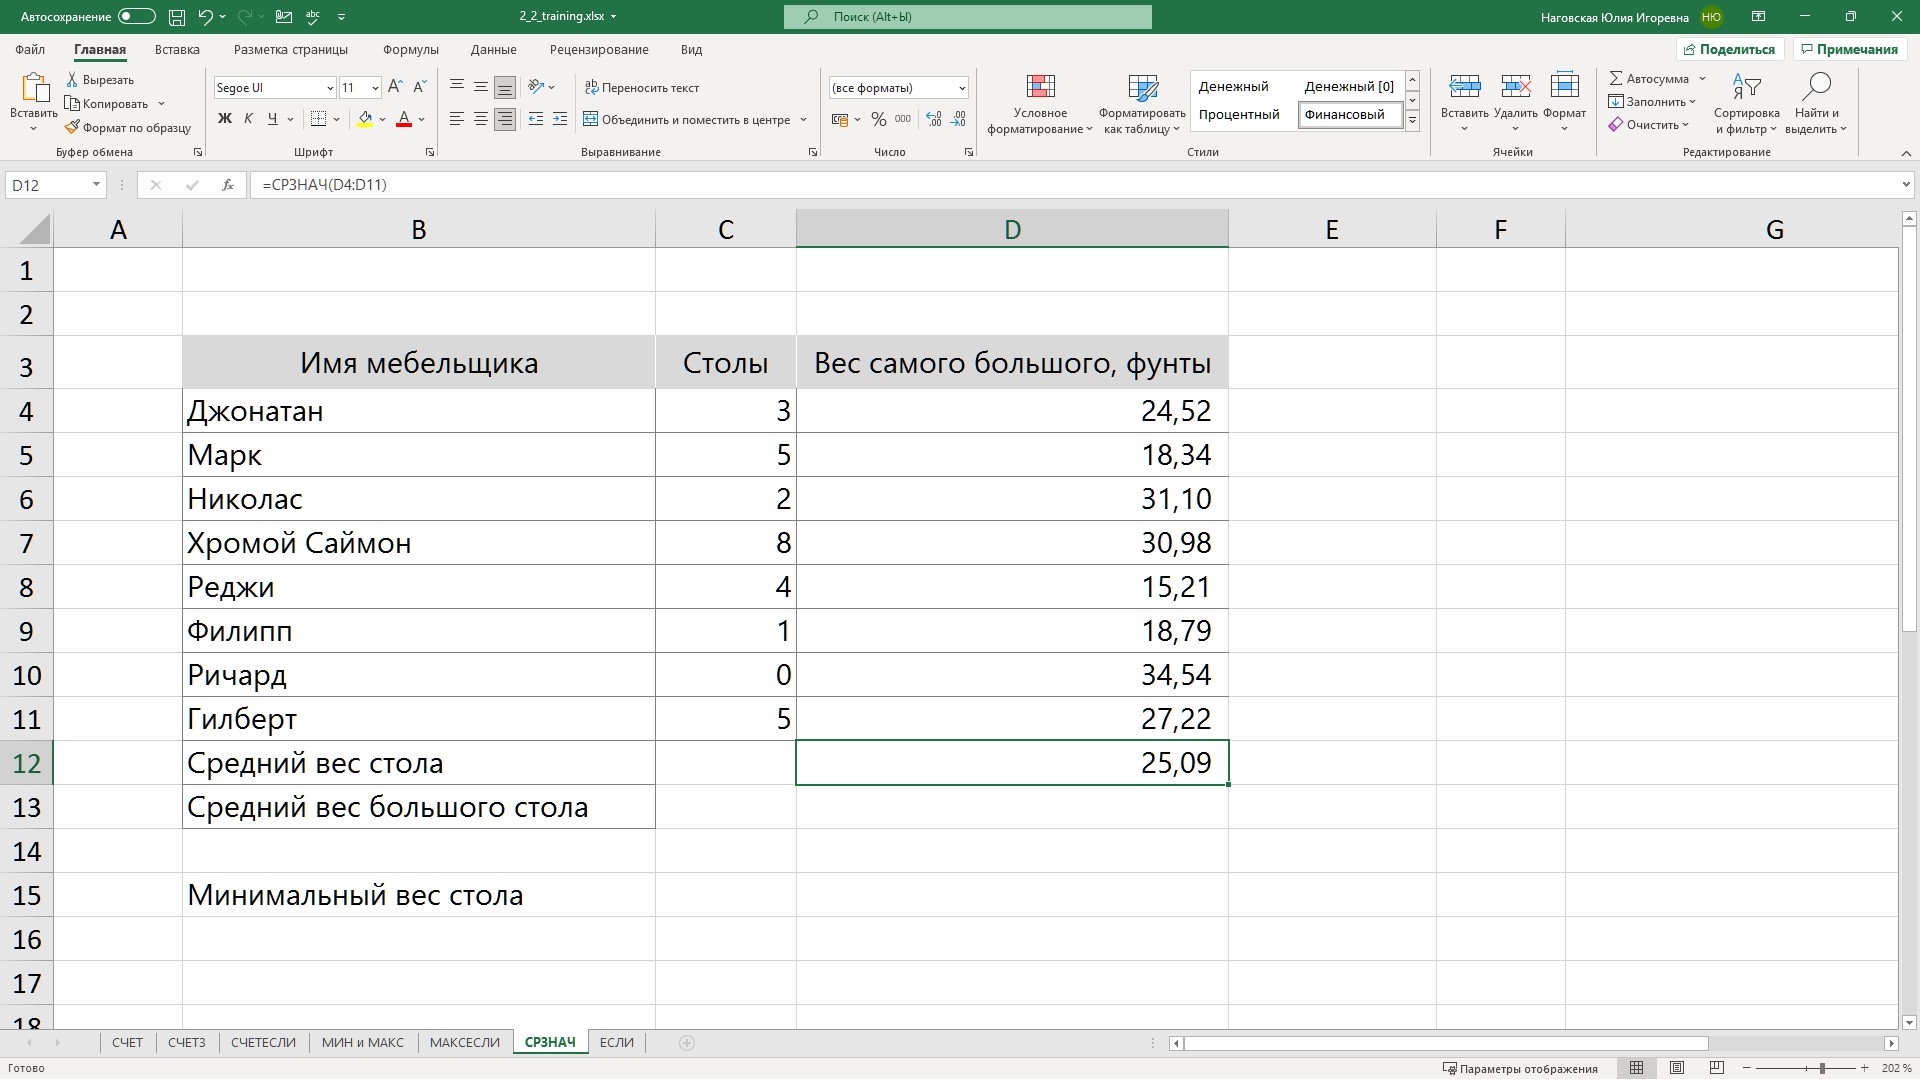 Автосохранение 2_2_training.xlsx Поиск (Alt+Ы) Наговская Юлия Игоревна НЮ
Файл Главная Вставка Разметка страницы Формулы Данные Рецензирование Вид Поделиться Примечания
Вставить
Вырезать
Копировать
Формат по образцу
Буфер обмена
Segoe UI 11
Ж К Ч
Шрифт
Переносить текст
Объединить и поместить в центре
Выравнивание
(все форматы)
% 000
Число
Условное форматирование
Форматировать как таблицу
Денежный Денежный [0]
Процентный Финансовый
Стили
Вставить Удалить Формат
Ячейки
Автосумма
Заполнить
Очистить
Сортировка и фильтр
Найти и выделить
Редактирование
D12 fx =СРЗНАЧ(D4:D11)
A B C D E F G
1
2
3 Имя мебельщика Столы Вес самого большого, фунты
4 Джонатан 3 24,52
5 Марк 5 18,34
6 Николас 2 31,10
7 Хромой Саймон 8 30,98
8 Реджи 4 15,21
9 Филипп 1 18,79
10 Ричард 0 34,54
11 Гилберт 5 27,22
12 Средний вес стола 25,09
13 Средний вес большого стола
14
15 Минимальный вес стола
16
17
18
СЧЕТ СЧЕТЗ СЧЕТЕСЛИ МИН и МАКС МАКСЕСЛИ СРЗНАЧ ЕСЛИ
Готово Параметры отображения 202 %